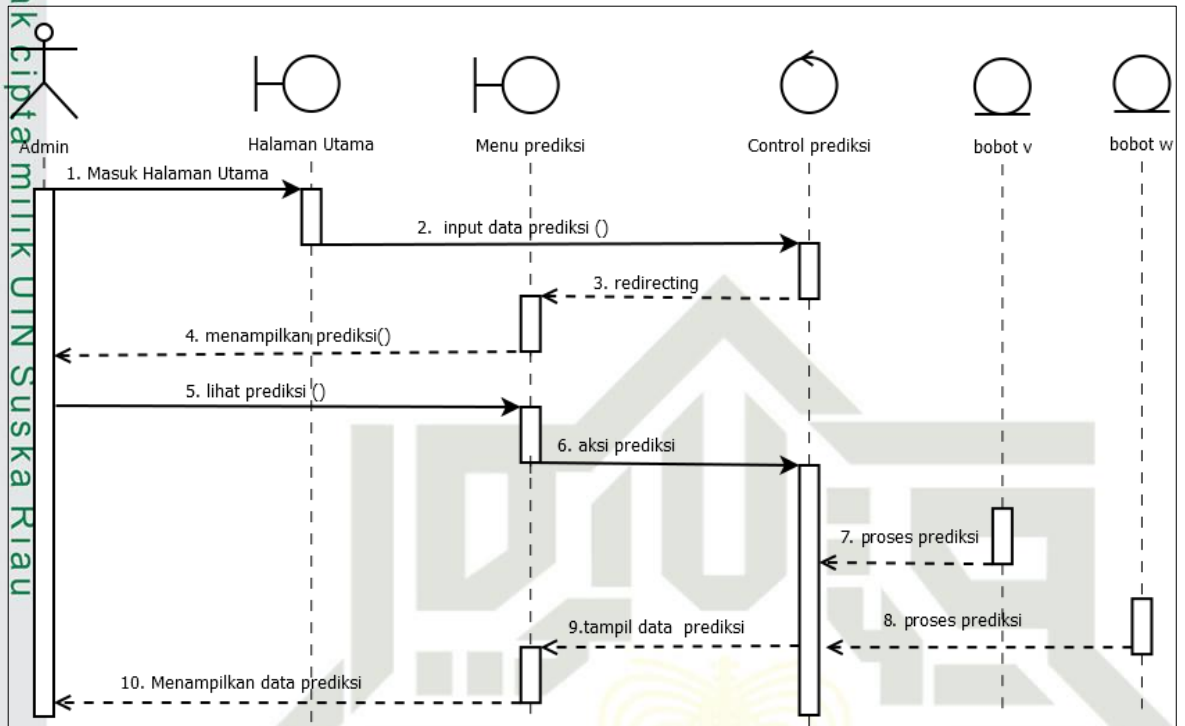 ak cipta milik UIN Suska Riau
Admin
Halaman Utama
Menu prediksi
Control prediksi
bobot v
bobot w
1. Masuk Halaman Utama
2. input data prediksi ()
3. redirecting
4. menampilkan prediksi()
5. lihat prediksi ()
6. aksi prediksi
7. proses prediksi
8. proses prediksi
9.tampil data prediksi
10. Menampilkan data prediksi